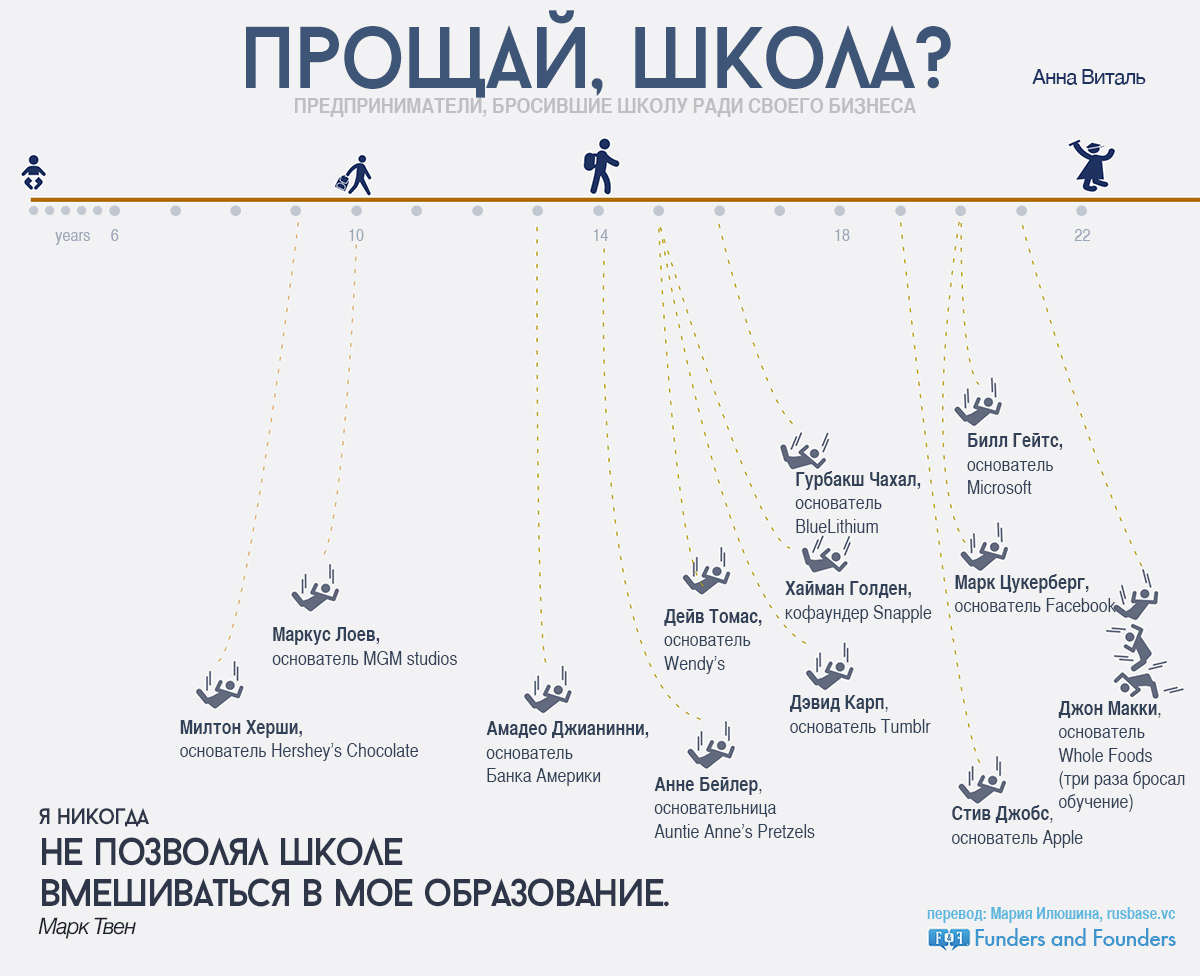 ПРОЩАЙ, ШКОЛА?
Анна Виталь
ПРЕДПРИНИМАТЕЛИ, БРОСИВШИЕ ШКОЛУ РАДИ СВОЕГО БИЗНЕСА
years 6 10 14 18 22
Билл Гейтс,
основатель
Microsoft
Гурбакш Чахал,
основатель
BlueLithium
Марк Цукерберг,
основатель Facebook
Хайман Голден,
кофаундер Snapple
Дейв Томас,
основатель
Wendy's
Маркус Лоев,
основатель MGM studios
Дэвид Карп,
основатель Tumblr
Джон Макки,
основатель
Whole Foods
(три раза бросал
обучение)
Милтон Херши,
основатель Hershey's Chocolate
Амадео Джианинни,
основатель
Банка Америки
Анне Бейлер,
основательница
Auntie Anne's Pretzels
Стив Джобс,
основатель Apple
Я НИКОГДА
НЕ ПОЗВОЛЯЛ ШКОЛЕ
ВМЕШИВАТЬСЯ В МОЕ ОБРАЗОВАНИЕ.
Марк Твен
перевод: Мария Илюшина, rusbase.vc
Funders and Founders